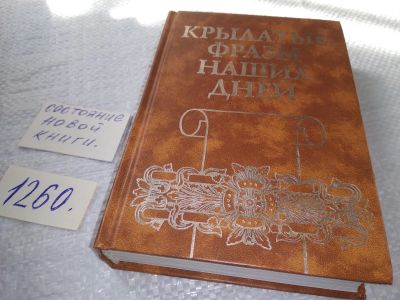 КРЫЛАТЫЕ
ФРАЗЫ
НАШИХ
ДНЕЙ
состояние
новой
книги.
1260.